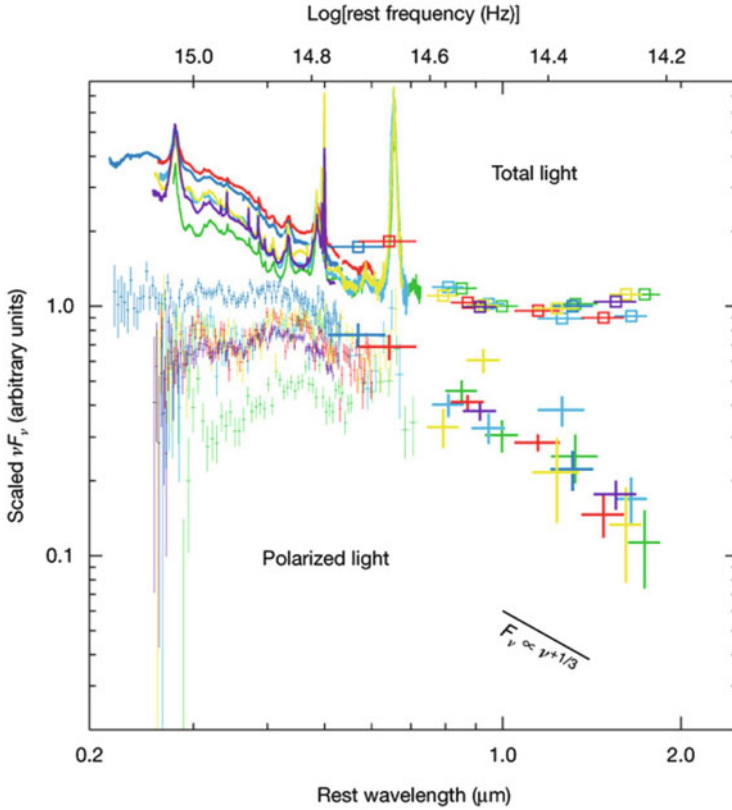 Log[rest frequency (Hz)]
15.0 14.8 14.6 14.4 14.2
Total light
1.0
Scaled νFν (arbitrary units)
Polarized light
0.1
Fν ∝ ν+1/3
0.2 1.0 2.0
Rest wavelength (μm)